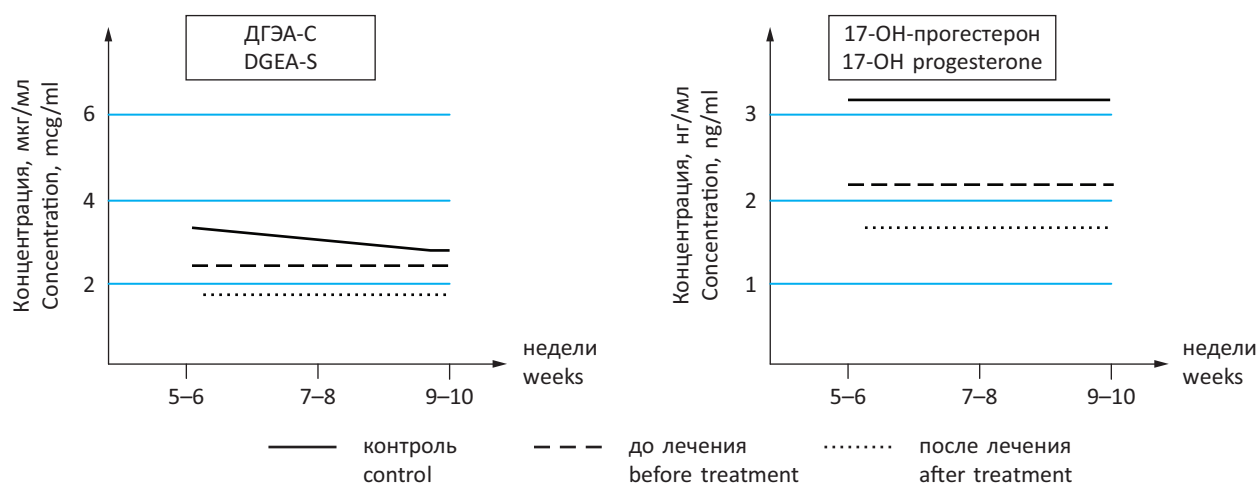 ДГЭА-С
DGEA-S
Концентрация, мкг/мл
Concentration, mcg/ml
6
4
2
5–6
7–8
9–10
недели
weeks
17-ОН-прогестерон
17-OH progesterone
Концентрация, нг/мл
Concentration, ng/ml
3
2
1
5–6
7–8
9–10
недели
weeks
контроль
control
до лечения
before treatment
после лечения
after treatment